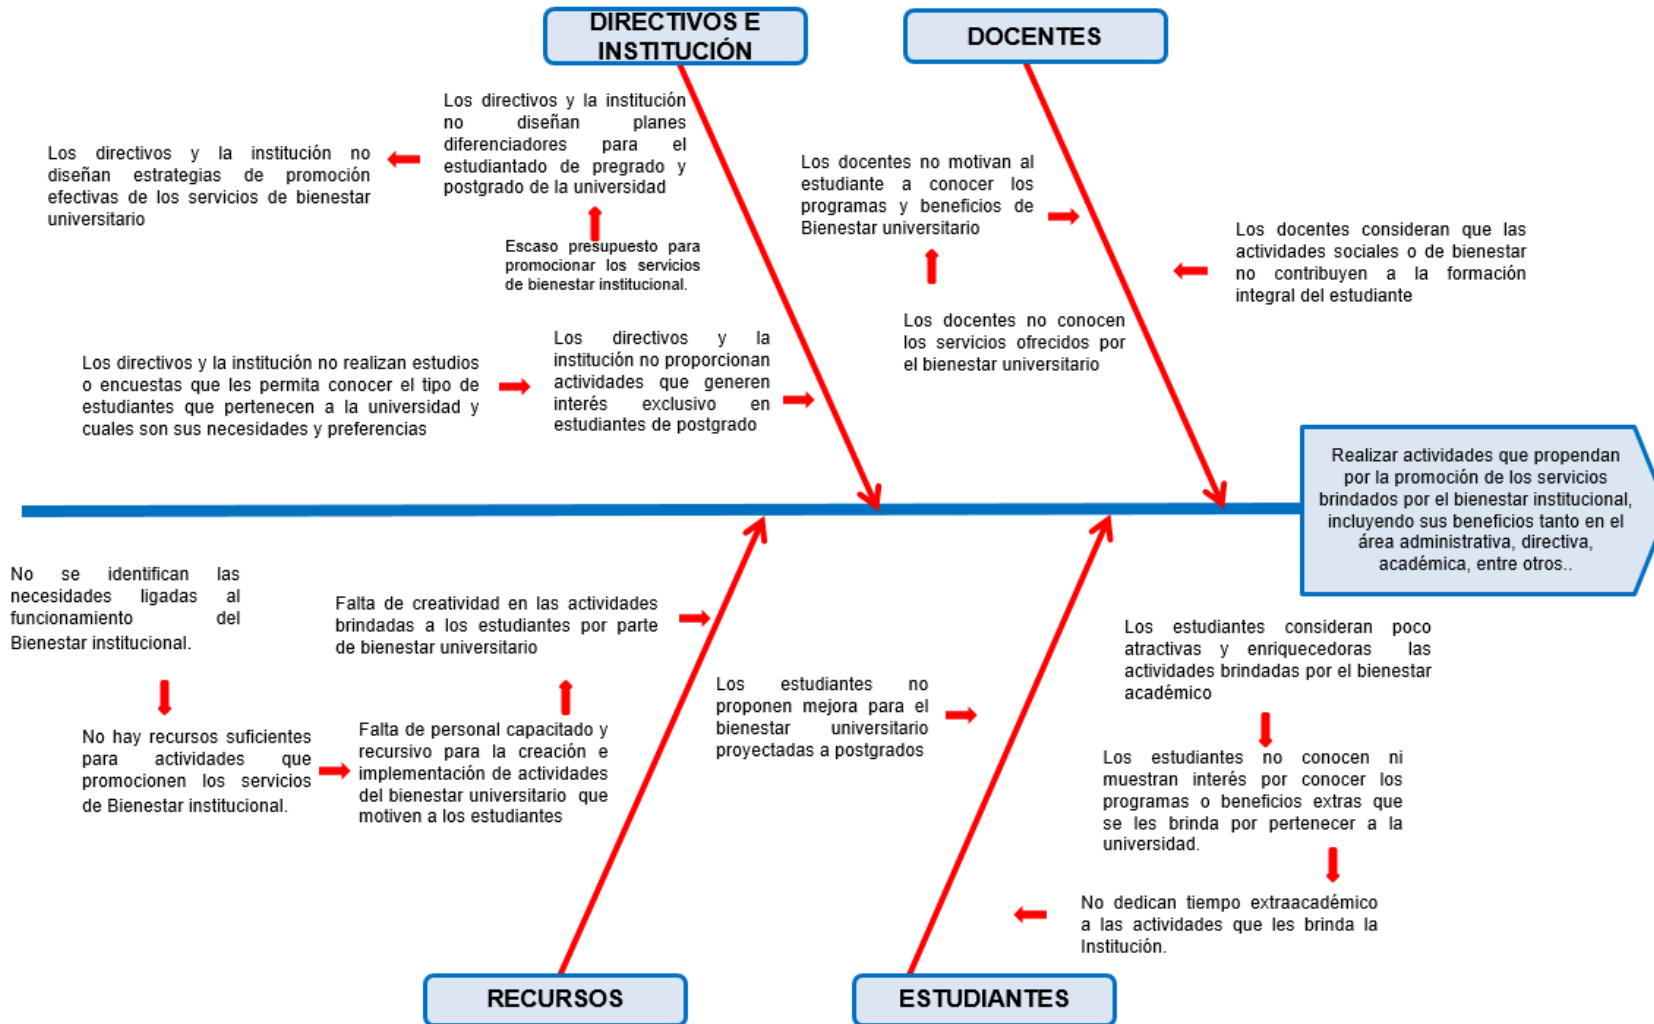 DIRECTIVOS E
INSTITUCIÓN
DOCENTES
Los directivos y la institución no
diseñan estrategias de promoción
efectivas de los servicios de bienestar
universitario
Los directivos y la institución
no diseñan planes
diferenciadores para el
estudiantado de pregrado y
postgrado de la universidad
Escaso presupuesto para
promocionar los servicios
de bienestar institucional.
Los directivos y la institución no realizan estudios
o encuestas que les permita conocer el tipo de
estudiantes que pertenecen a la universidad y
cuales son sus necesidades y preferencias
Los directivos y la
institución no proporcionan
actividades que generen
interés exclusivo en
estudiantes de postgrado
Los docentes no motivan al
estudiante a conocer los
programas y beneficios de
Bienestar universitario
Los docentes no conocen
los servicios ofrecidos por
el bienestar universitario
Los docentes consideran que las
actividades sociales o de bienestar
no contribuyen a la formación
integral del estudiante
Realizar actividades que propendan
por la promoción de los servicios
brindados por el bienestar institucional,
incluyendo sus beneficios tanto en el
área administrativa, directiva,
académica, entre otros..
No se identifican las
necesidades ligadas al
funcionamiento del
Bienestar institucional.
No hay recursos suficientes
para actividades que
promocionen los servicios
de Bienestar institucional.
Falta de creatividad en las actividades
brindadas a los estudiantes por parte
de bienestar universitario
Falta de personal capacitado y
recursivo para la creación e
implementación de actividades
del bienestar universitario que
motiven a los estudiantes
Los estudiantes no
proponen mejora para el
bienestar universitario
proyectadas a postgrados
Los estudiantes consideran poco
atractivas y enriquecedoras las
actividades brindadas por el bienestar
académico
Los estudiantes no conocen ni
muestran interés por conocer los
programas o beneficios extras que
se les brinda por pertenecer a la
universidad.
No dedican tiempo extraacadémico
a las actividades que les brinda la
Institución.
RECURSOS
ESTUDIANTES